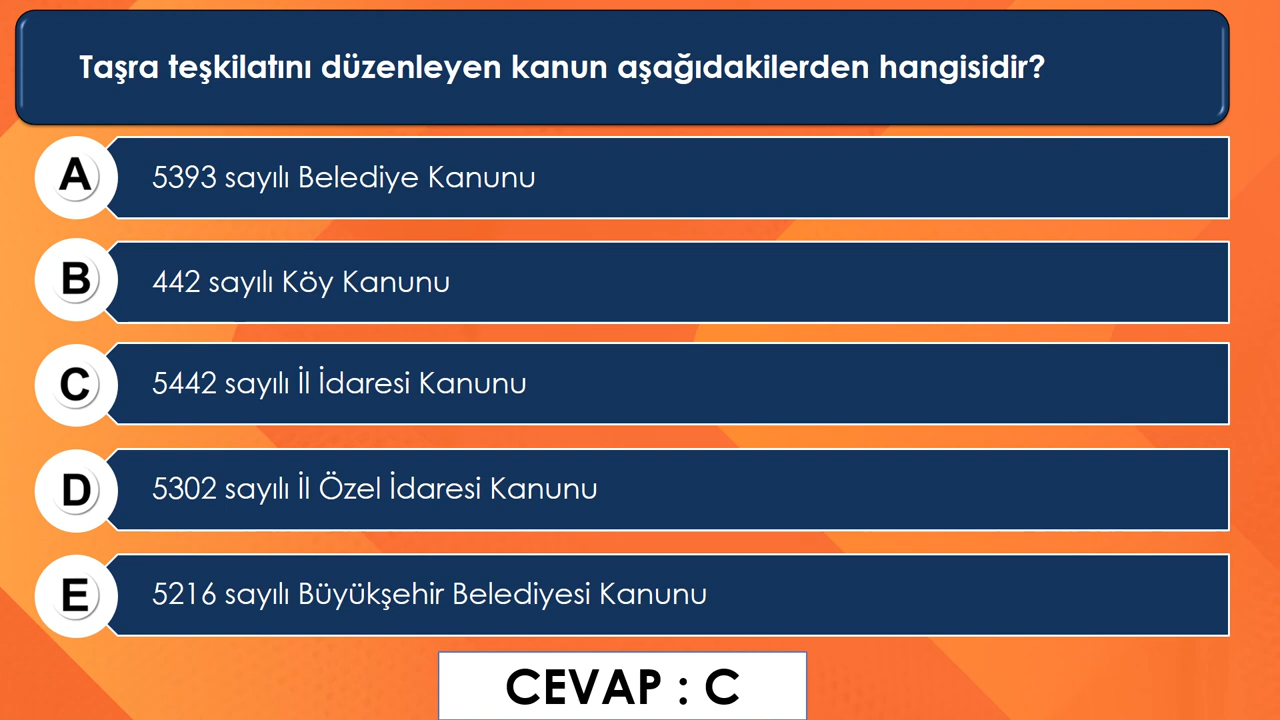 Taşra teşkilatını düzenleyen kanun aşağıdakilerden hangisidir?
A
5393 sayılı Belediye Kanunu
B
442 sayılı Köy Kanunu
C
5442 sayılı İl İdaresi Kanunu
D
5302 sayılı İl Özel İdaresi Kanunu
E
5216 sayılı Büyükşehir Belediyesi Kanunu
CEVAP : C